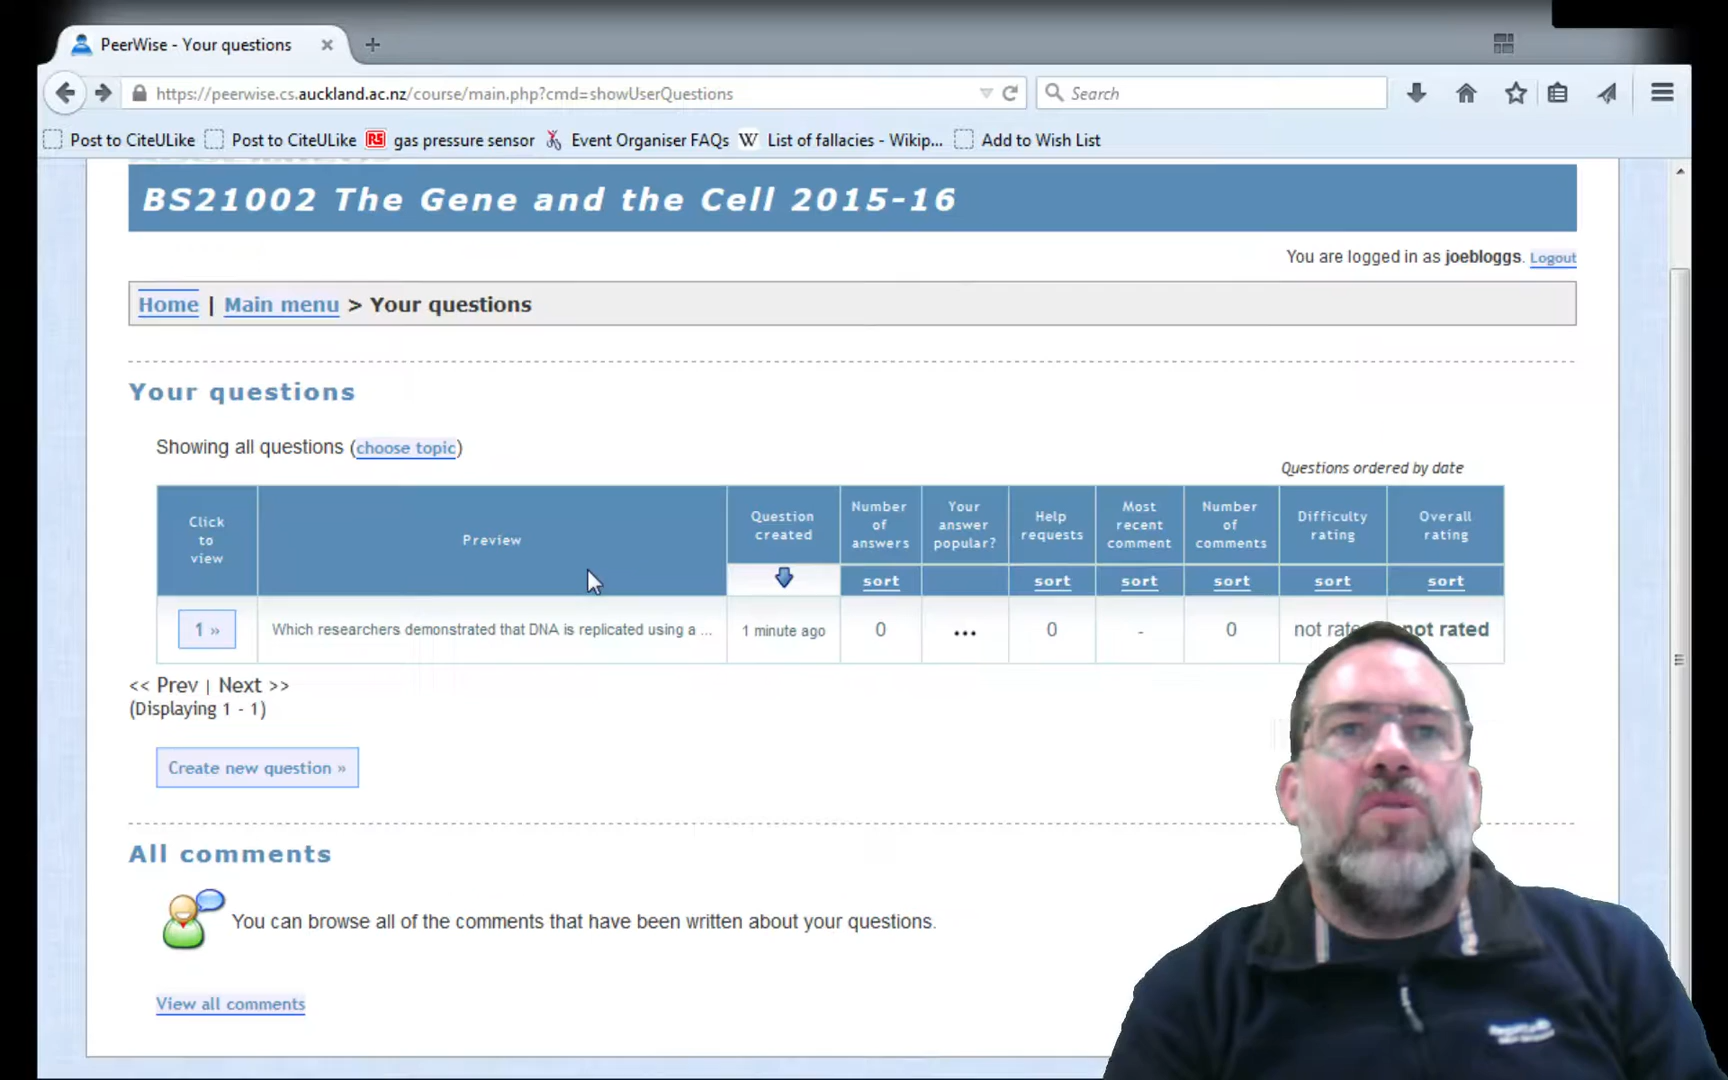 PeerWise - Your questions
https://peerwise.cs.auckland.ac.nz/course/main.php?cmd=showUserQuestions
Search
Post to CiteULike
Post to CiteULike
RS gas pressure sensor
Event Organiser FAQs
W List of fallacies - Wikip...
Add to Wish List
BS21002 The Gene and the Cell 2015-16
You are logged in as joebloggs. Logout
Home | Main menu > Your questions
Your questions
Showing all questions (choose topic)
Questions ordered by date
Click to view
Preview
Question created
Number of answers
Your answer popular?
Help requests
Most recent comment
Number of comments
Difficulty rating
Overall rating
sort sort sort sort sort sort
1 » Which researchers demonstrated that DNA is replicated using a ... 1 minute ago 0 ... 0 - 0 not not rated
<< Prev | Next >>
(Displaying 1 - 1)
Create new question »
All comments
You can browse all of the comments that have been written about your questions.
View all comments